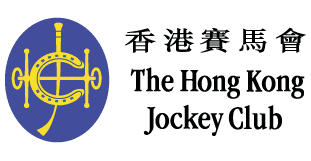 香港賽馬會
The Hong Kong
Jockey Club